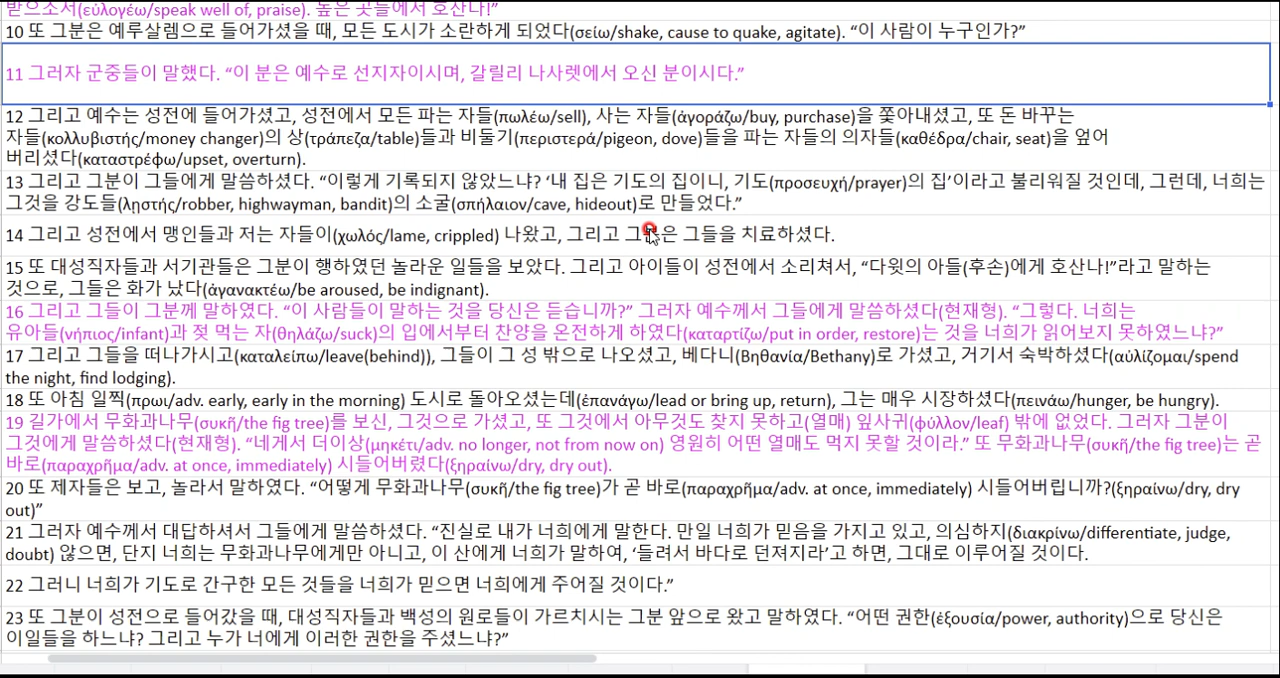 받으소서(εὐλογέω/speak well of, praise). 높은 곳들에서 호산나!”
10 또 그분은 예루살렘으로 들어가셨을 때, 모든 도시가 소란하게 되었다(σείω/shake, cause to quake, agitate). “이 사람이 누구인가?”
11 그러자 군중들이 말했다. “이 분은 예수로 선지자이시며, 갈릴리 나사렛에서 오신 분이시다.”
12 그리고 예수는 성전에 들어가셨고, 성전에서 모든 파는 자들(πωλέω/sell), 사는 자들(ἀγοράζω/buy, purchase)을 쫓아내셨고, 또 돈 바꾸는
자들(κολλυβιστής/money changer)의 상(τράπεζα/table)들과 비둘기(περιστερά/pigeon, dove)들을 파는 자들의 의자들(καθέδρα/chair, seat)을 엎어
버리셨다(καταστρέφω/upset, overturn).
13 그리고 그분이 그들에게 말씀하셨다. “이렇게 기록되지 않았느냐? ‘내 집은 기도의 집이니, 기도(προσευχή/prayer)의 집’이라고 불리워질 것인데, 그런데, 너희는
그것을 강도들(λῃστής/robber, highwayman, bandit)의 소굴(σπήλαιον/cave, hideout)로 만들었다.”
14 그리고 성전에서 맹인들과 저는 자들이(χωλός/lame, crippled) 나왔고, 그리고 그은 그들을 치료하셨다.
15 또 대성직자들과 서기관들은 그분이 행하였던 놀라운 일들을 보았다. 그리고 아이들이 성전에서 소리쳐서, “다윗의 아들(후손)에게 호산나!”라고 말하는
것으로, 그들은 화가 났다(ἀγανακτέω/be aroused, be indignant).
16 그리고 그들이 그분께 말하였다. “이 사람들이 말하는 것을 당신은 듣습니까?” 그러자 예수께서 그들에게 말씀하셨다(현재형). “그렇다. 너희는
유아들(νήπιος/infant)과 젖 먹는 자(θηλάζω/suck)의 입에서부터 찬양을 온전하게 하였다(καταρτίζω/put in order, restore)는 것을 너희가 읽어보지 못하였느냐?”
17 그리고 그들을 떠나가시고(καταλείπω/leave(behind)), 그들이 그 성 밖으로 나오셨고, 베다니(Βηθανία/Bethany)로 가셨고, 거기서 숙박하셨다(αὐλίζομαι/spend
the night, find lodging).
18 또 아침 일찍(πρωι/adv. early, early in the morning) 도시로 돌아오셨는데(ἐπανάγω/lead or bring up, return), 그는 매우 시장하셨다(πεινάω/hunger, be hungry).
19 길가에서 무화과나무(συκῆ/the fig tree)를 보신, 그것으로 가셨고, 또 그것에서 아무것도 찾지 못하고(열매) 잎사귀(φύλλον/leaf) 밖에 없었다. 그러자 그분이
그것에게 말씀하셨다(현재형). “네게서 더이상(μηκέτι/adv. no longer, not from now on) 영원히 어떤 열매도 먹지 못할 것이라.” 또 무화과나무(συκῆ/the fig tree)는 곧
바로(παραχρῆμα/adv. at once, immediately) 시들어버렸다(ξηραίνω/dry, dry out).
20 또 제자들은 보고, 놀라서 말하였다. “어떻게 무화과나무(συκῆ/the fig tree)가 곧 바로(παραχρῆμα/adv. at once, immediately) 시들어버립니까?(ξηραίνω/dry, dry
out)”
21 그러자 예수께서 대답하셔서 그들에게 말씀하셨다. “진실로 내가 너희에게 말한다. 만일 너희가 믿음을 가지고 있고, 의심하지(διακρίνω/differentiate, judge,
doubt) 않으면, 단지 너희는 무화과나무에게만 아니고, 이 산에게 너희가 말하여, ‘들려서 바다로 던져지라’고 하면, 그대로 이루어질 것이다.
22 그러니 너희가 기도로 간구한 모든 것들을 너희가 믿으면 너희에게 주어질 것이다.”
23 또 그분이 성전으로 들어갔을 때, 대성직자들과 백성의 원로들이 가르치시는 그분 앞으로 왔고 말하였다. “어떤 권한(ἐξουσία/power, authority)으로 당신은
이일들을 하느냐? 그리고 누가 너에게 이러한 권한을 주셨느냐?”